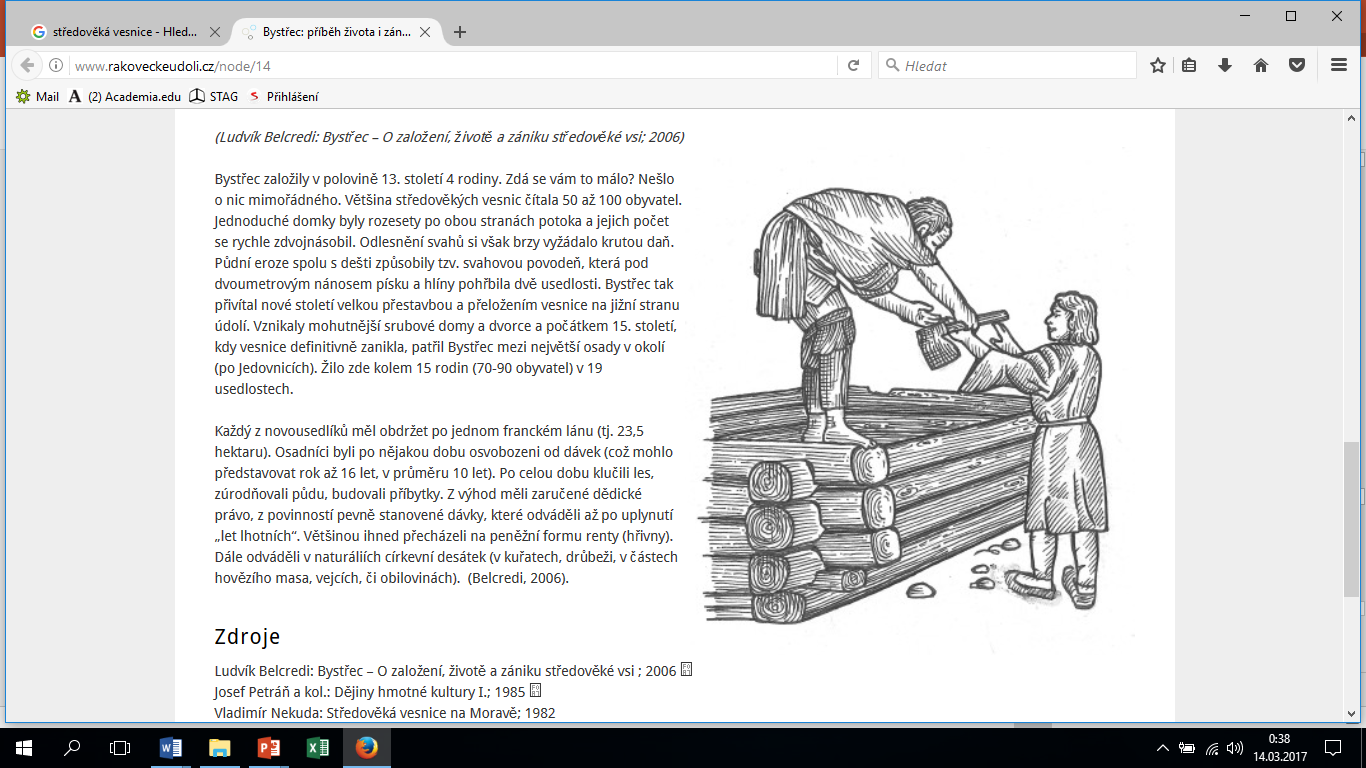 středověká vesnice - Hled...
Bystřec: příběh života i zán...
www.rakoveckeudoli.cz/node/14
Hledat
Mail
(2) Academia.edu
STAG
Přihlášení
(Ludvík Belcredi: Bystřec – O založení, životě a zániku středověké vsi; 2006)
Bystřec založily v polovině 13. století 4 rodiny. Zdá se vám to málo? Nešlo
o nic mimořádného. Většina středověkých vesnic čítala 50 až 100 obyvatel.
Jednoduché domky byly rozesety po obou stranách potoka a jejich počet
se rychle zdvojnásobil. Odlesnění svahů si však brzy vyžádalo krutou daň.
Půdní eroze spolu s dešti způsobily tzv. svahovou povodeň, která pod
dvoumetrovým nánosem písku a hlíny pohřbila dvě usedlosti. Bystřec tak
přivítal nové století velkou přestavbou a přeložením vesnice na jižní stranu
údolí. Vznikaly mohutnější srubové domy a dvorce a počátkem 15. století,
kdy vesnice definitivně zanikla, patřil Bystřec mezi největší osady v okolí
(po Jedovnicích). Žilo zde kolem 15 rodin (70-90 obyvatel) v 19
usedlostech.
Každý z novousedlíků měl obdržet po jednom franckém lánu (tj. 23,5
hektaru). Osadníci byli po nějakou dobu osvobozeni od dávek (což mohlo
představovat rok až 16 let, v průměru 10 let). Po celou dobu klučili les,
zúrodňovali půdu, budovali příbytky. Z výhod měli zaručené dědické
právo, z povinností pevně stanovené dávky, které odváděli až po uplynutí
„let lhotních“. Většinou ihned přecházeli na peněžní formu renty (hřivny).
Dále odváděli v naturáliích církevní desátek (v kuřatech, drůbeži, v částech
hovězího masa, vejcích, či obilovinách). (Belcredi, 2006).
Zdroje
Ludvík Belcredi: Bystřec – O založení, životě a zániku středověké vsi ; 2006
Josef Petráň a kol.: Dějiny hmotné kultury I.; 1985
Vladimír Nekuda: Středověká vesnice na Moravě; 1982
0:38
14.03.2017